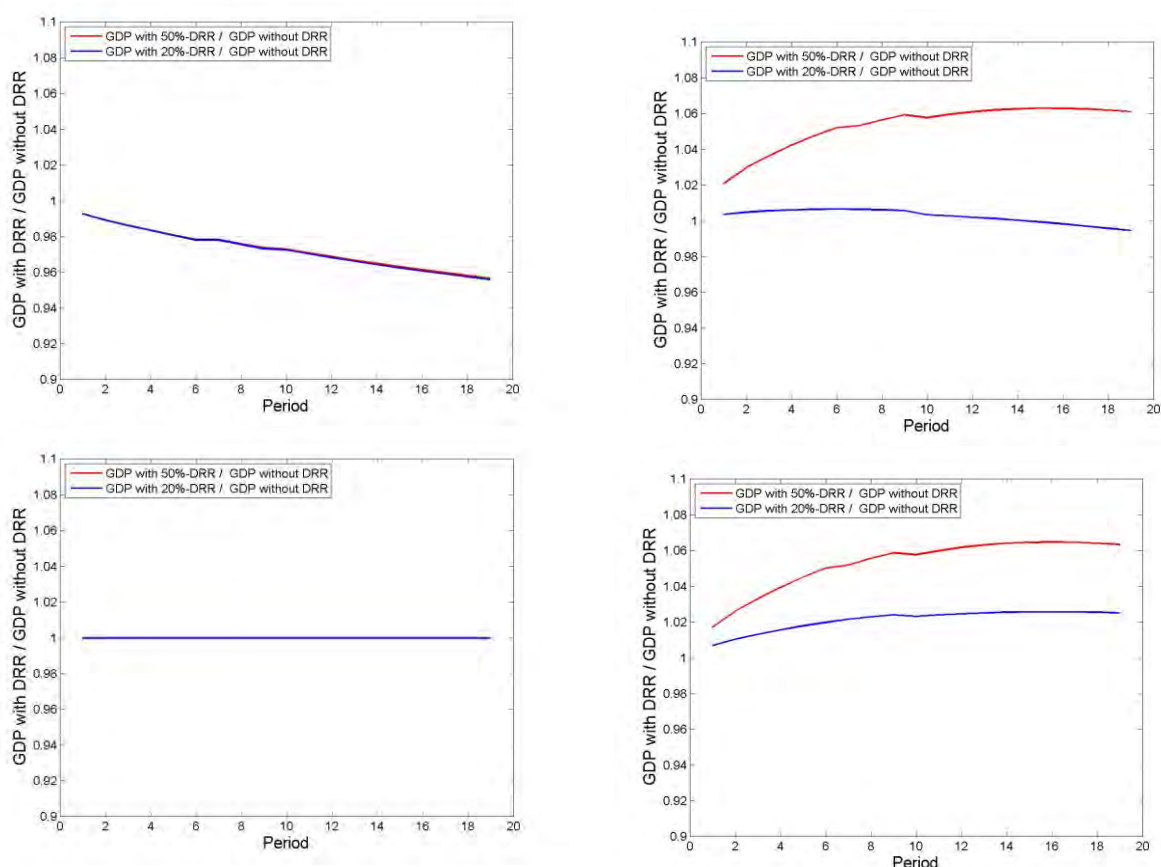 GDP with DRR / GDP without DRR
1.1
1.08
1.06
1.04
1.02
1
0.98
0.96
0.94
0.92
0.9
GDP with 50%-DRR / GDP without DRR
GDP with 20%-DRR / GDP without DRR
0 2 4 6 8 10 12 14 16 18 20
Period
GDP with DRR / GDP without DRR
1.1
1.08
1.06
1.04
1.02
1
0.98
0.96
0.94
0.92
0.9
GDP with 50%-DRR / GDP without DRR
GDP with 20%-DRR / GDP without DRR
0 2 4 6 8 10 12 14 16 18 20
Period
GDP with DRR / GDP without DRR
1.1
1.08
1.06
1.04
1.02
1
0.98
0.96
0.94
0.92
0.9
GDP with 50%-DRR / GDP without DRR
GDP with 20%-DRR / GDP without DRR
0 2 4 6 8 10 12 14 16 18 20
Period
GDP with DRR / GDP without DRR
1.1
1.08
1.06
1.04
1.02
1
0.98
0.96
0.94
0.92
0.9
GDP with 50%-DRR / GDP without DRR
GDP with 20%-DRR / GDP without DRR
0 2 4 6 8 10 12 14 16 18 20
Period